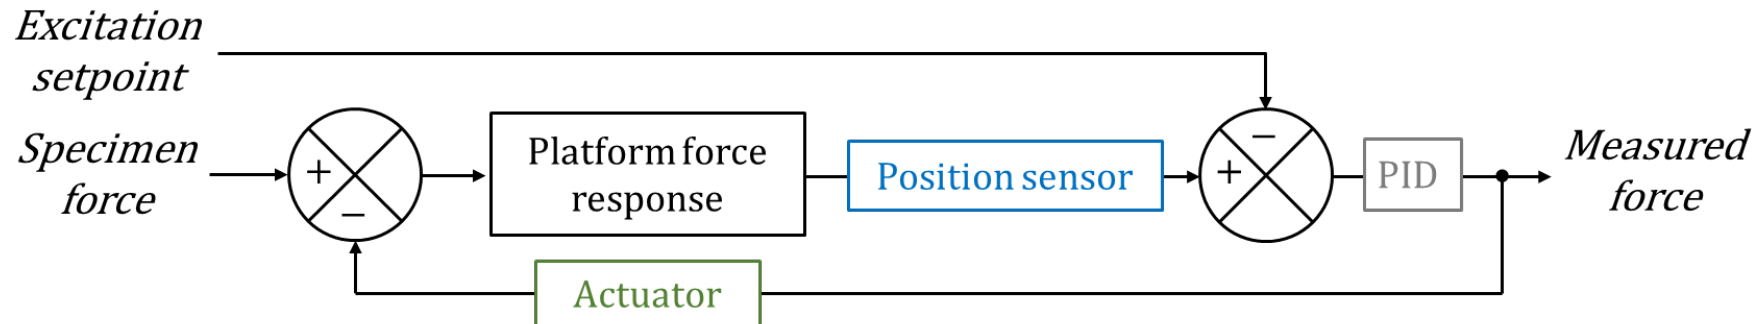 Excitation
setpoint
Specimen
force
+
−
Platform force
response
Position sensor
−
+
PID
Measured
force
Actuator